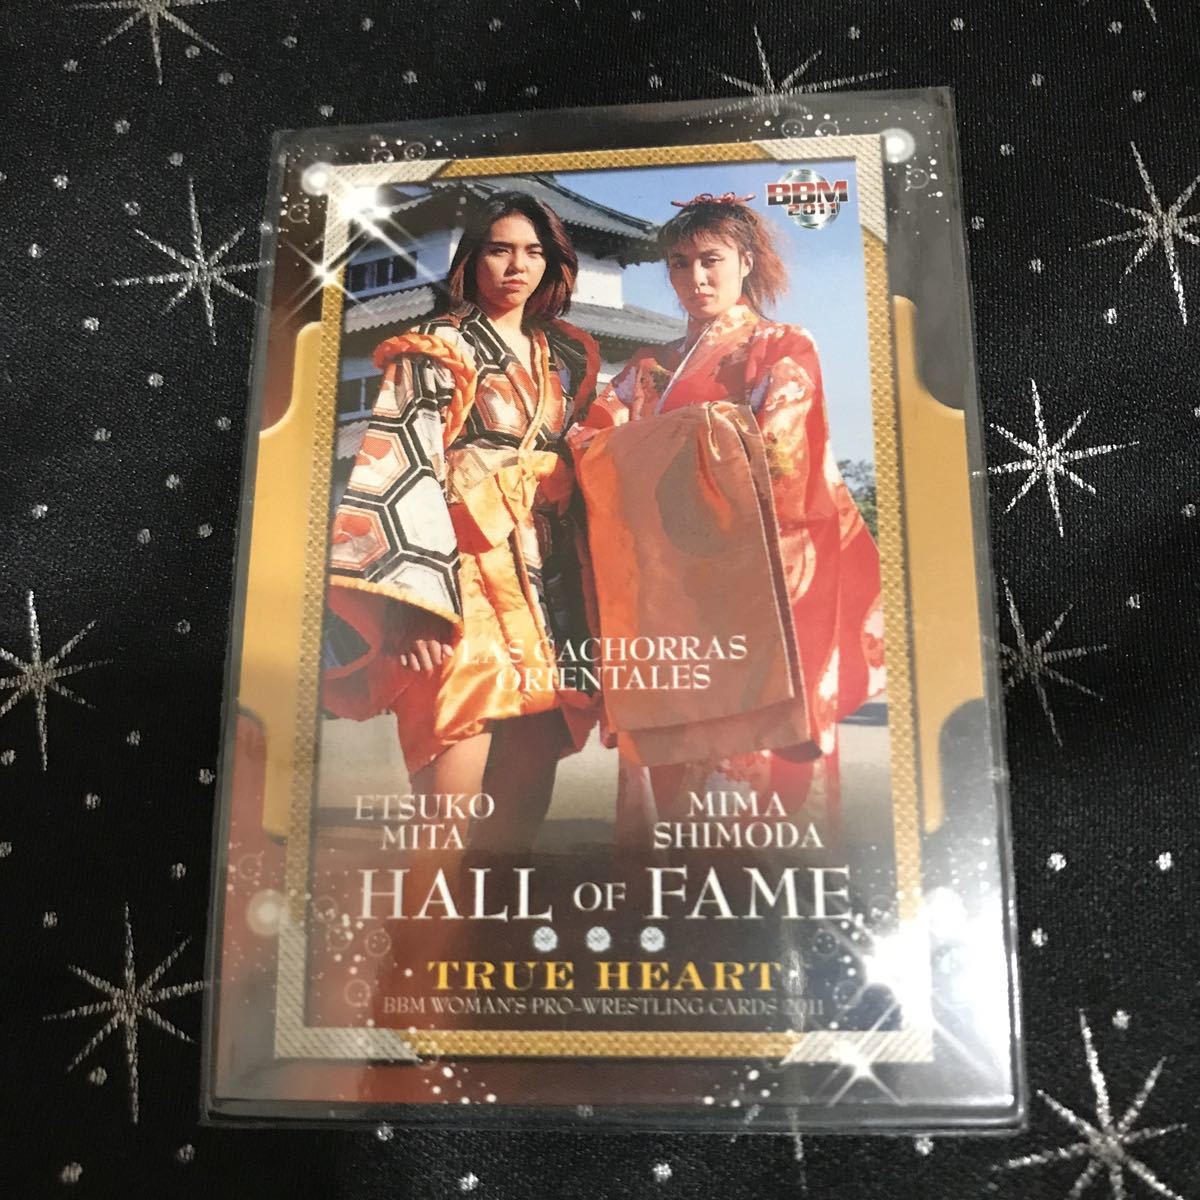 BBM
2011
LAS CACHORRAS
ORIENTALES
ETSUKO
MITA
MIMA
SHIMODA
HALL OF FAME
TRUE HEART
BBM WOMAN'S PRO-WRESTLING CARDS 2011